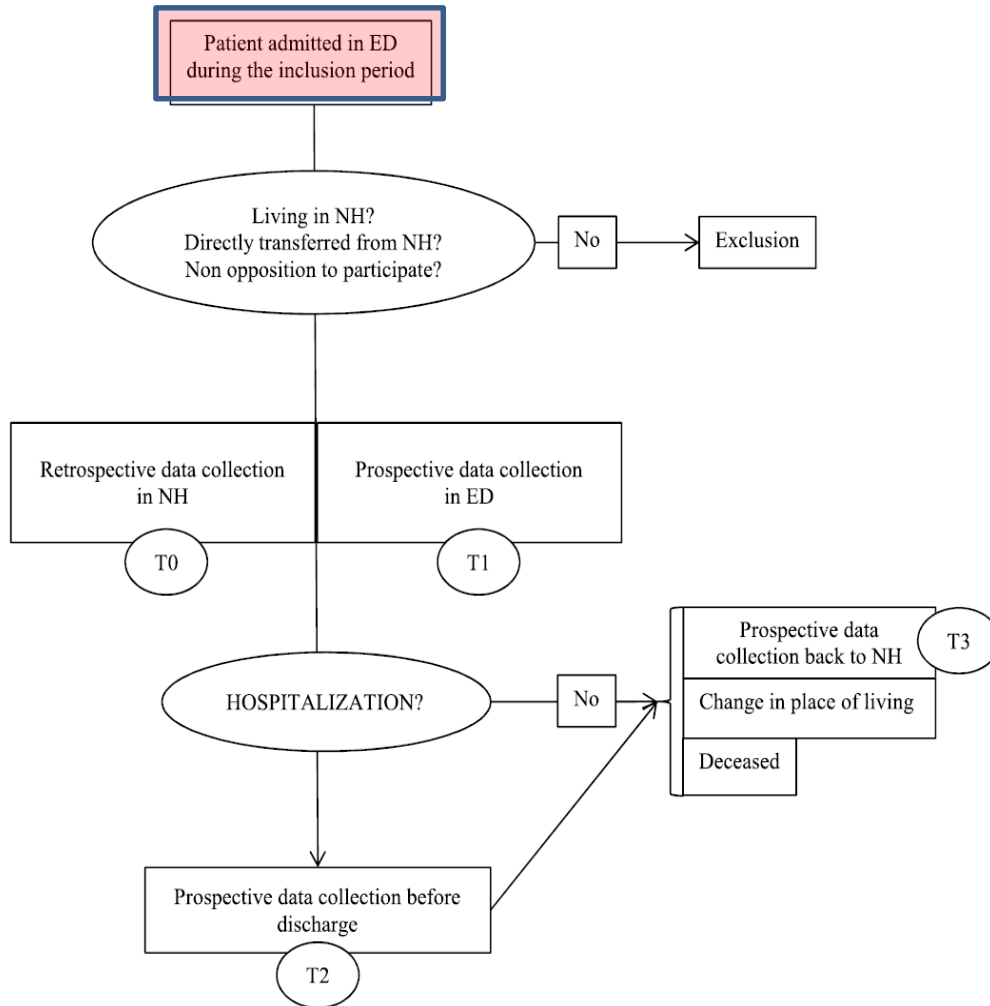 Patient admitted in ED
during the inclusion period
Living in NH?
Directly transferred from NH?
Non opposition to participate?
No
Exclusion
Retrospective data collection
in NH
Prospective data collection
in ED
T0
T1
HOSPITALIZATION?
No
Prospective data
collection back to NH
T3
Change in place of living
Deceased
Prospective data collection before
discharge
T2